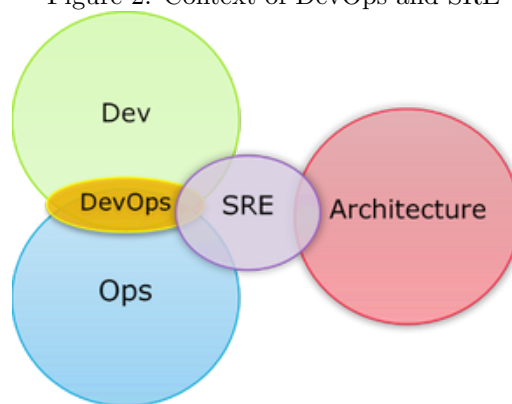 Figure 2: Context of DevOps and SRE
Dev
DevOps
SRE
Architecture
Ops